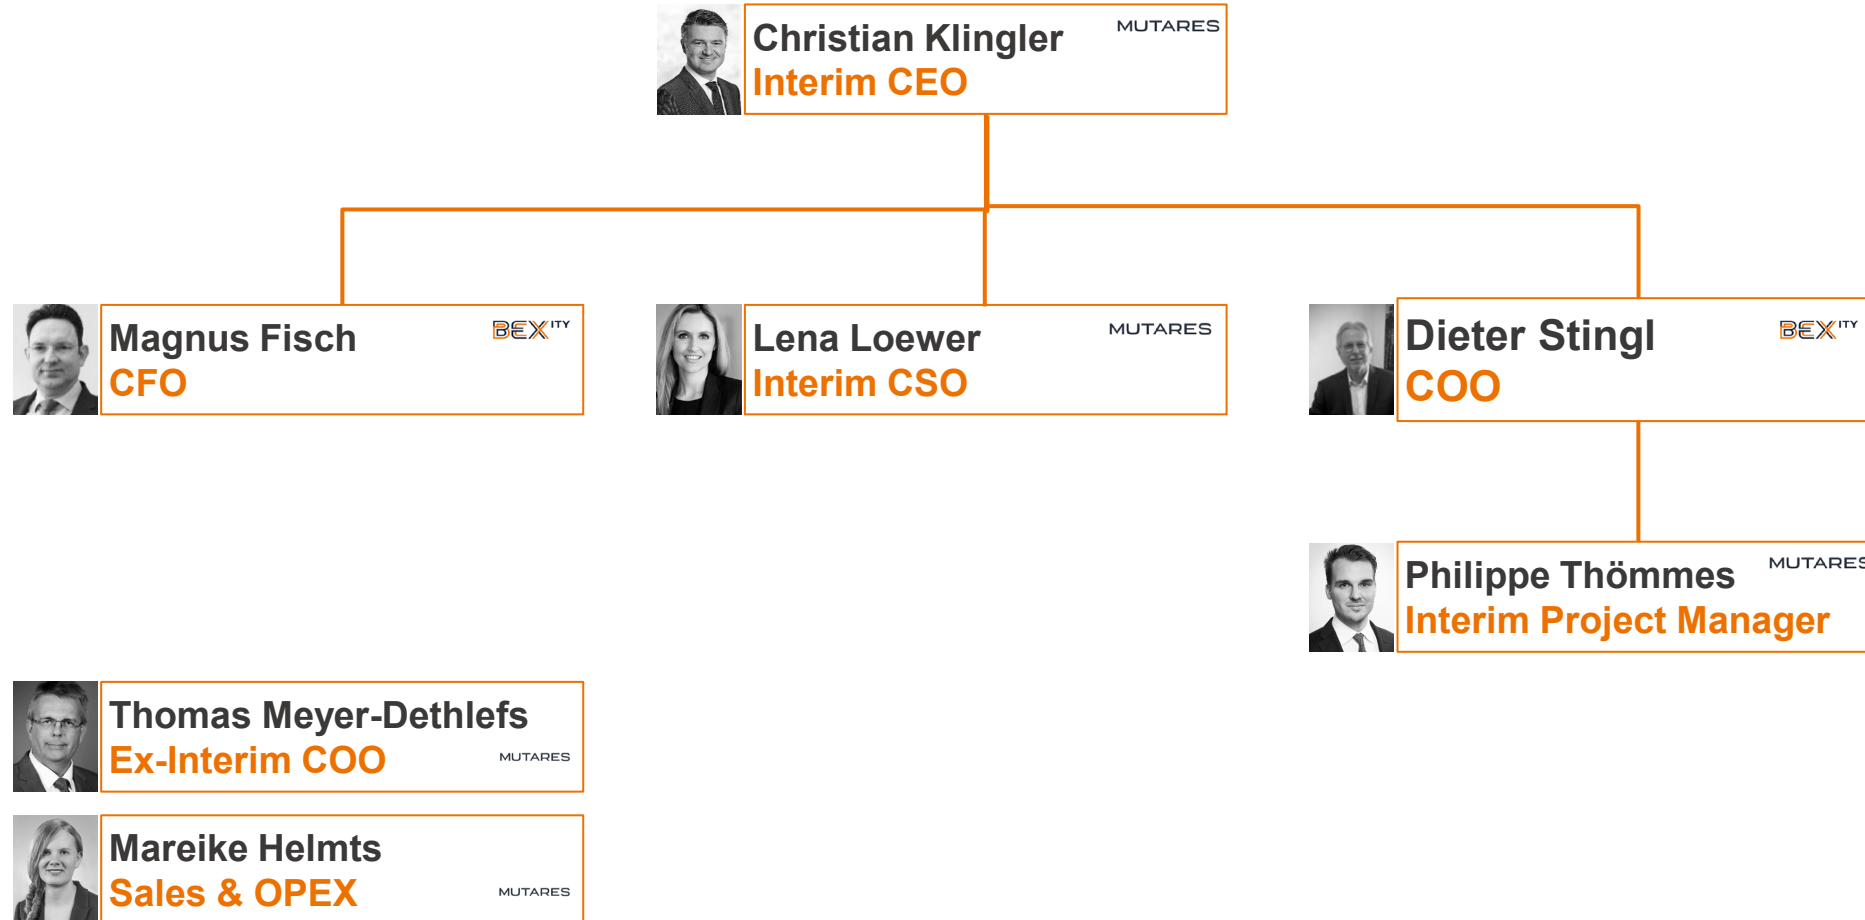 Christian Klingler
MUTARES
Interim CEO
Magnus Fisch
BEXITY
CFO
Lena Loewer
MUTARES
Interim CSO
Dieter Stingl
BEXITY
COO
Philippe Thömmes
MUTARES
Interim Project Manager
Thomas Meyer-Dethlefs
Ex-Interim COO
MUTARES
Mareike Helmts
Sales & OPEX
MUTARES